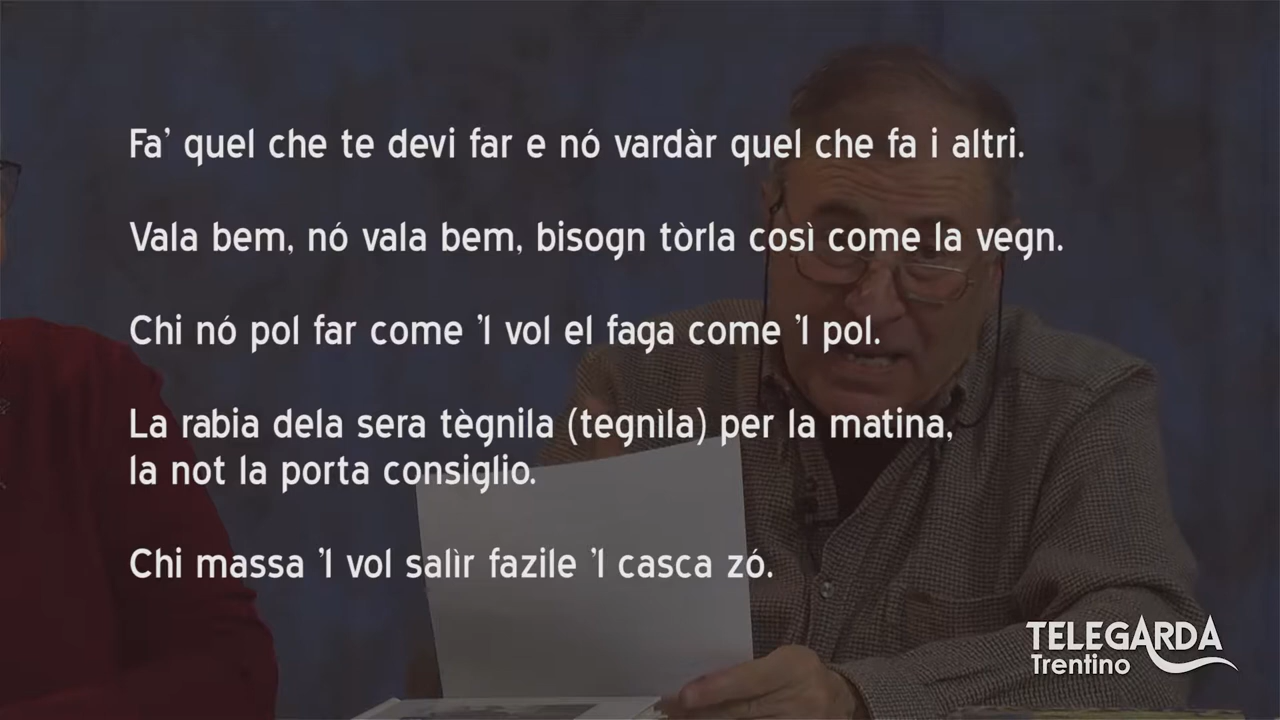 Fa' quel che te devi far e nó vardàr quel che fa i altri.
Vala bem, nó vala bem, bisogn tòrla così come la vegn.
Chi nó pol far come 'l vol el faga come 'l pol.
La rabia dela sera tègnila (tegnìla) per la matina,
la not la porta consiglio.
Chi massa 'l vol salìr fazile 'l casca zó.
TELEGARDA
Trentino